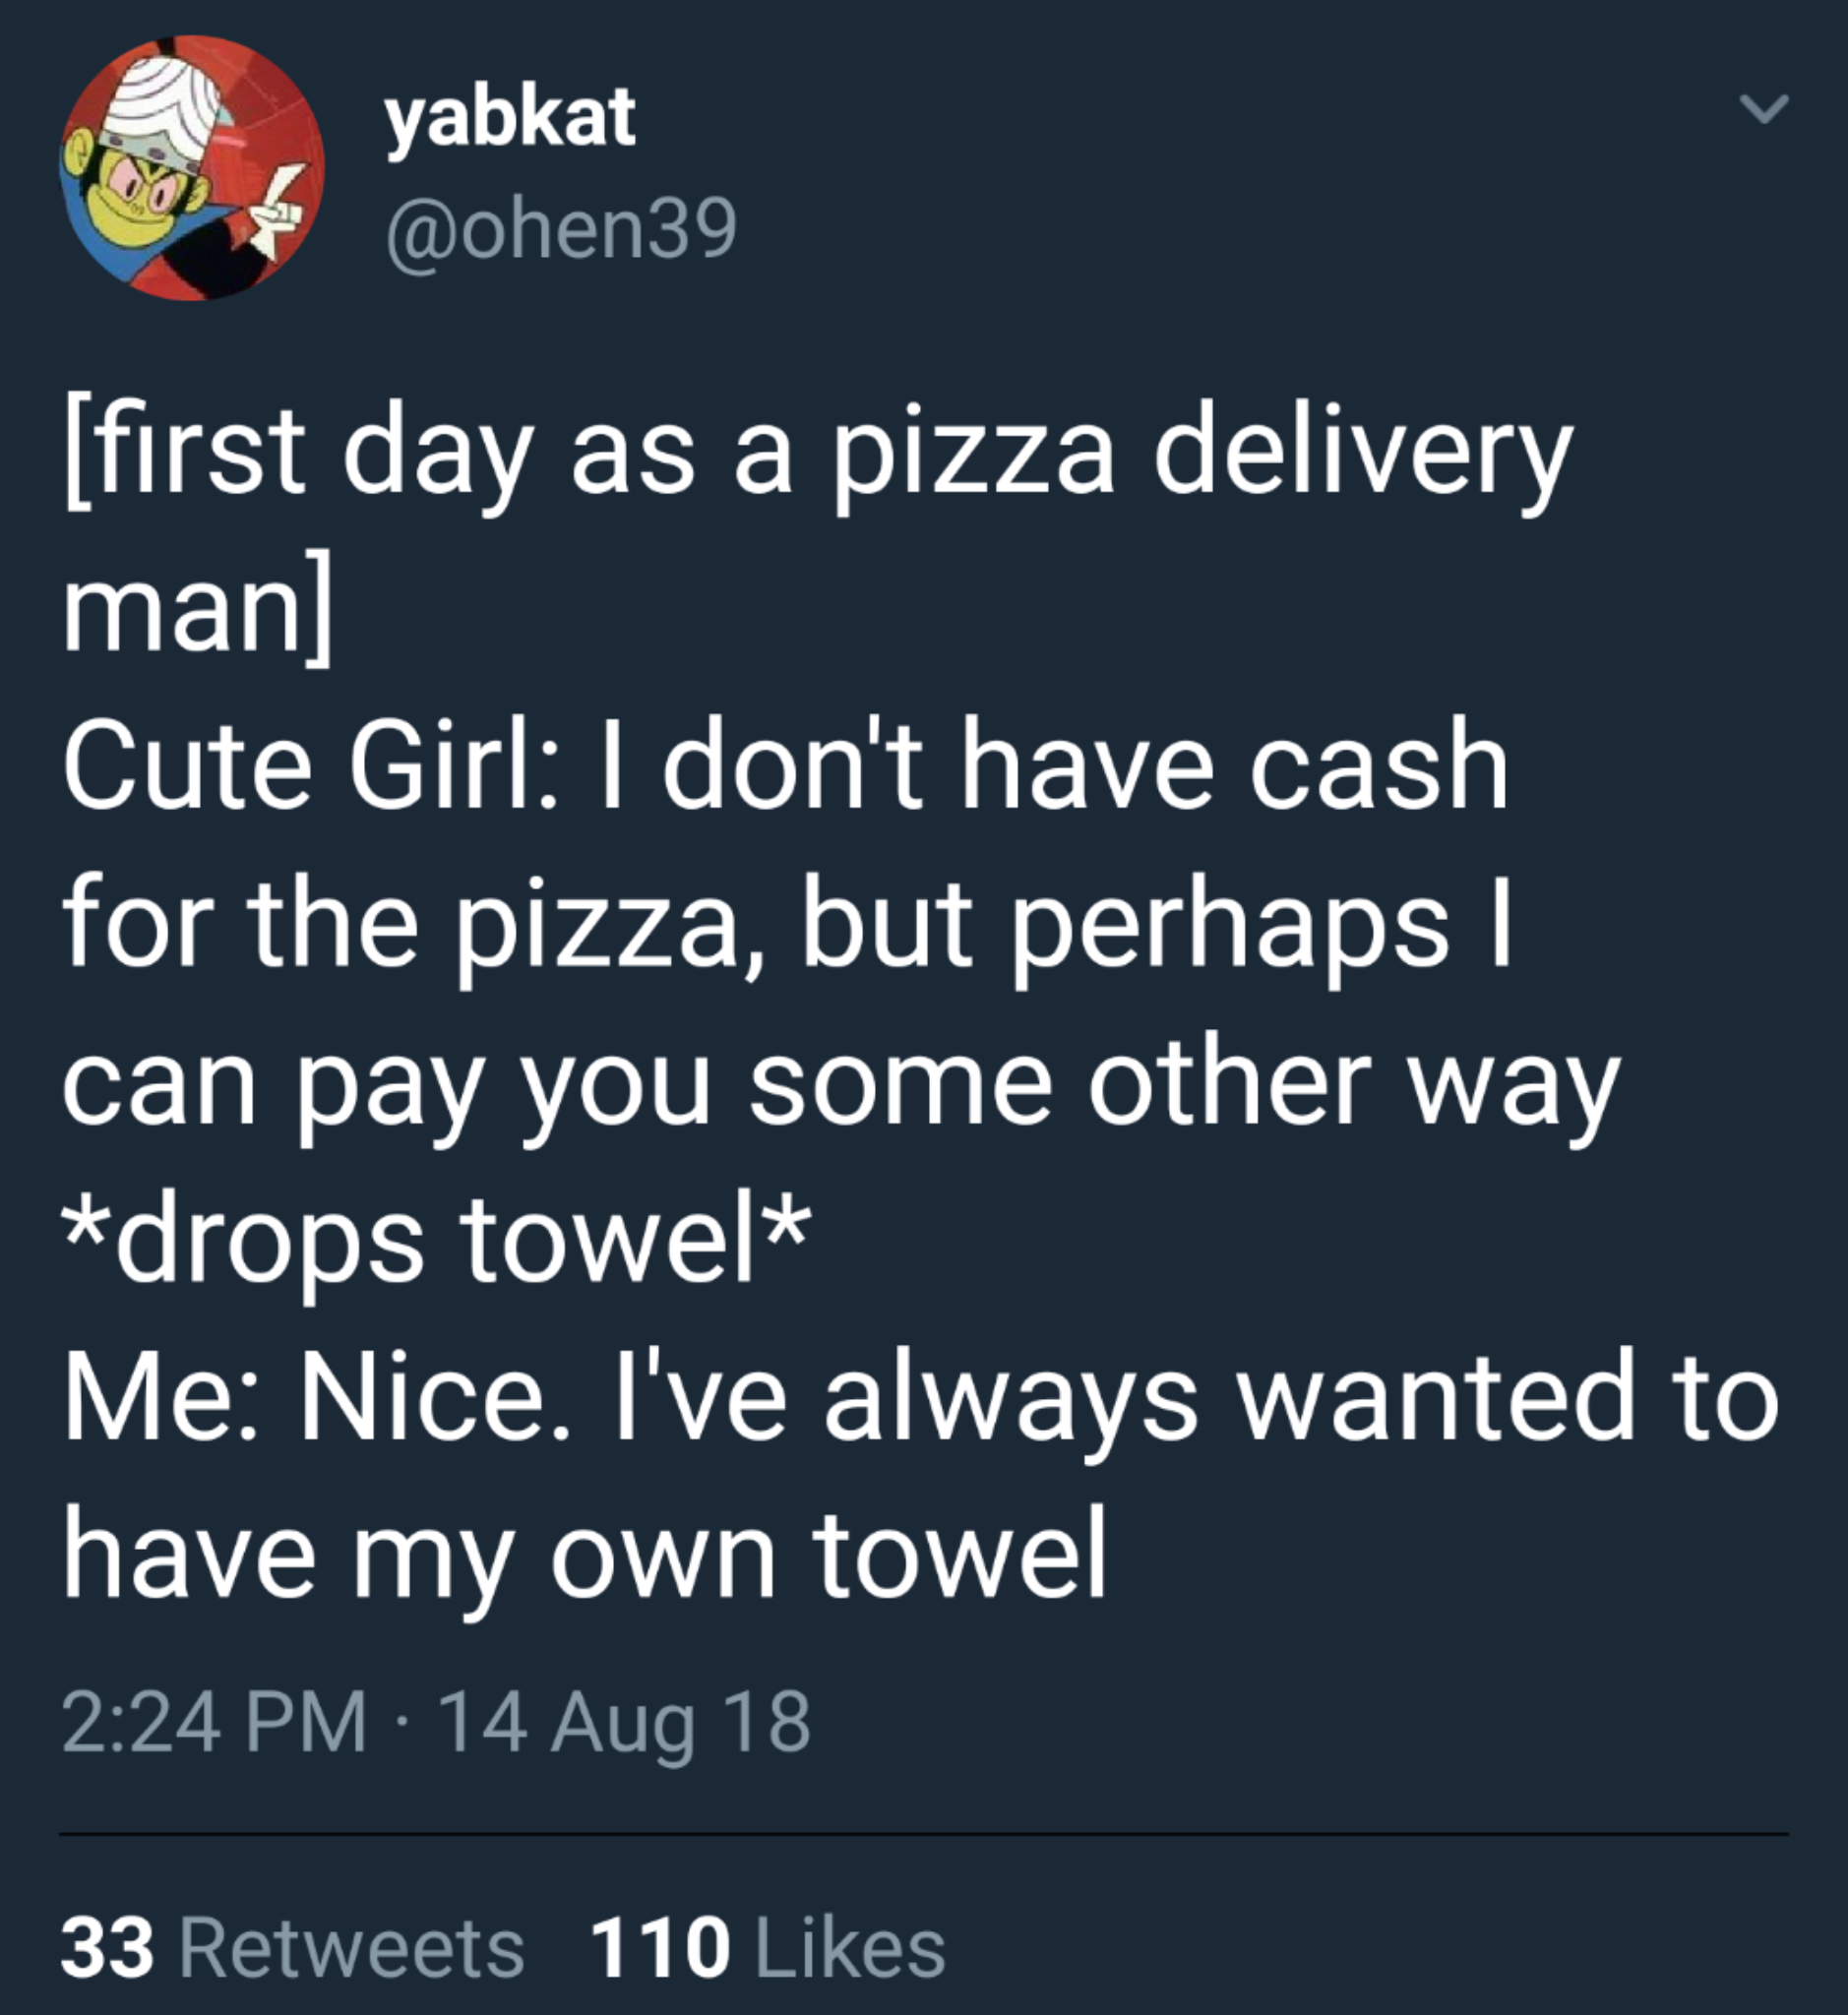 yabkat
@ohen39
[first day as a pizza delivery
man]
Cute Girl: I don't have cash
for the pizza, but perhaps I
can pay you some other way
*drops towel*
Me: Nice. I've always wanted to
have my own towel
2:24 PM · 14 Aug 18
33 Retweets 110 Likes